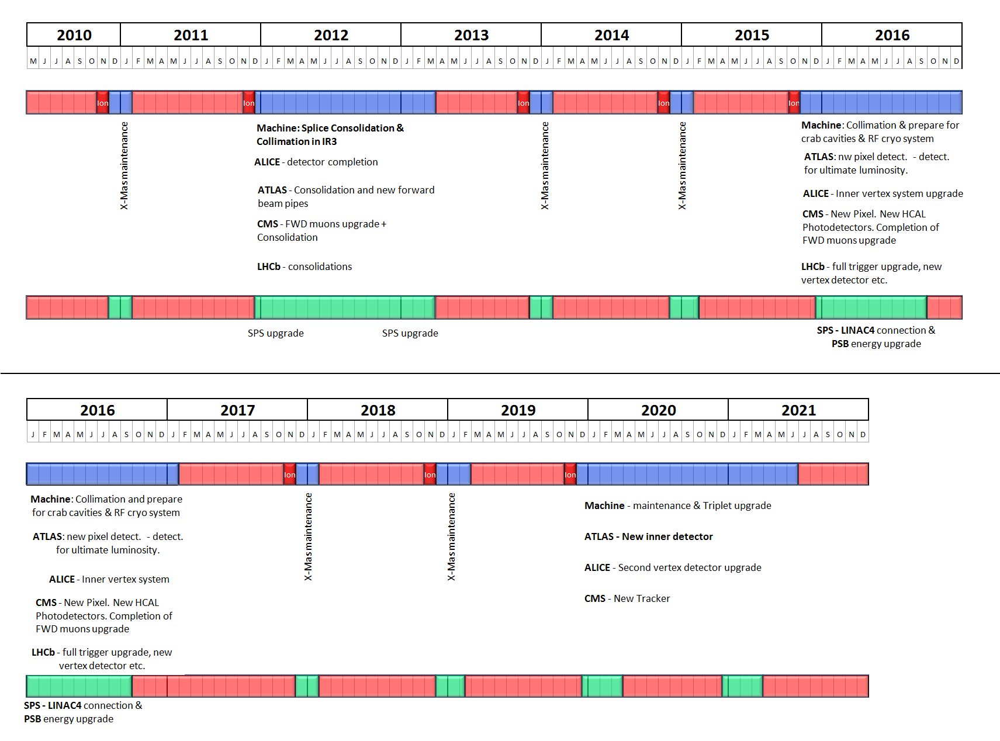 2010 2011 2012 2013 2014 2015 2016
M J J A S O N D J F M A M J J A S O N D J F M A M J J A S O N D J F M A M J J A S O N D J F M A M J J A S O N D J F M A M J J A S O N D J F M A M J J A S O N D
Ion Ion Ion Ion Ion
X-Mas maintenance
Machine: Splice Consolidation &
Collimation in IR3
ALICE - detector completion
ATLAS - Consolidation and new forward
beam pipes
CMS - FWD muons upgrade +
Consolidation
LHCb - consolidations
X-Mas maintenance
X-Mas maintenance
Machine: Collimation & prepare for
crab cavities & RF cryo system
ATLAS: nw pixel detect. - detect.
for ultimate luminosity.
ALICE - Inner vertex system upgrade
CMS - New Pixel. New HCAL
Photodetectors. Completion of
FWD muons upgrade
LHCb - full trigger upgrade, new
vertex detector etc.
SPS upgrade SPS upgrade
SPS - LINAC4 connection &
PSB energy upgrade
2016 2017 2018 2019 2020 2021
J F M A M J J A S O N D J F M A M J J A S O N D J F M A M J J A S O N D J F M A M J J A S O N D J F M A M J J A S O N D J F M A M J J A S O N D
Ion Ion Ion
Machine: Collimation and prepare
for crab cavities & RF cryo system
ATLAS: new pixel detect. - detect.
for ultimate luminosity.
ALICE - Inner vertex system
CMS - New Pixel. New HCAL
Photodetectors. Completion of
FWD muons upgrade
LHCb - full trigger upgrade, new
vertex detector etc.
X-Mas maintenance
X-Mas maintenance
Machine - maintenance & Triplet upgrade
ATLAS - New inner detector
ALICE - Second vertex detector upgrade
CMS - New Tracker
SPS - LINAC4 connection &
PSB energy upgrade